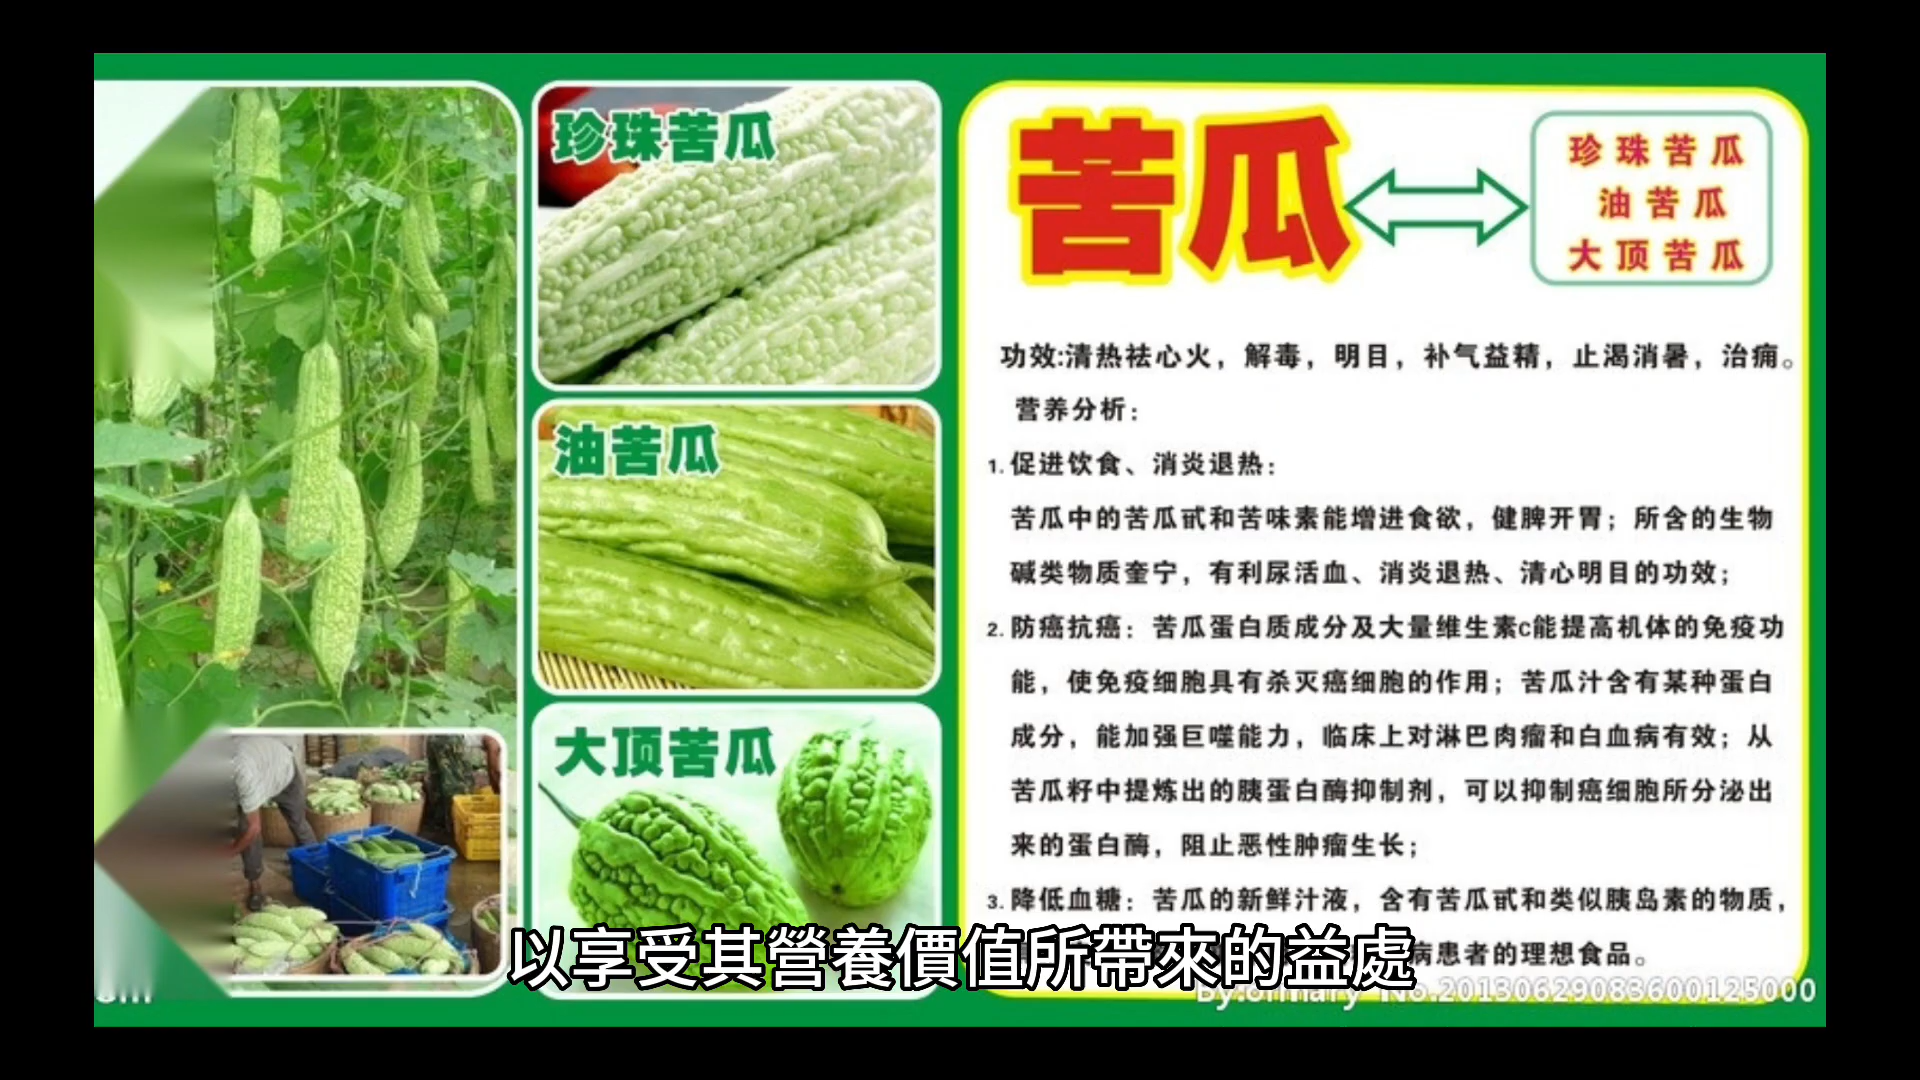 珍珠苦瓜
油苦瓜
大顶苦瓜
苦瓜
珍珠苦瓜
油苦瓜
大顶苦瓜
功效:清热祛心火，解毒，明目，补气益精，止渴消暑，治痈。
营养分析：
1. 促进饮食、消炎退热：
苦瓜中的苦瓜甙和苦味素能增进食欲，健脾开胃；所含的生物
碱类物质奎宁，有利尿活血、消炎退热、清心明目的功效；
2. 防癌抗癌：苦瓜蛋白质成分及大量维生素C能提高机体的免疫功
能，使免疫细胞具有杀灭癌细胞的作用；苦瓜汁含有某种蛋白
成分，能加强巨噬能力，临床上对淋巴肉瘤和白血病有效；从
苦瓜籽中提炼出的胰蛋白酶抑制剂，可以抑制癌细胞所分泌出
来的蛋白酶，阻止恶性肿瘤生长；
3. 降低血糖：苦瓜的新鲜汁液，含有苦瓜甙和类似胰岛素的物质，
病患者的理想食品。
以享受其營養價值所帶來的益處
No.20130629083600125000